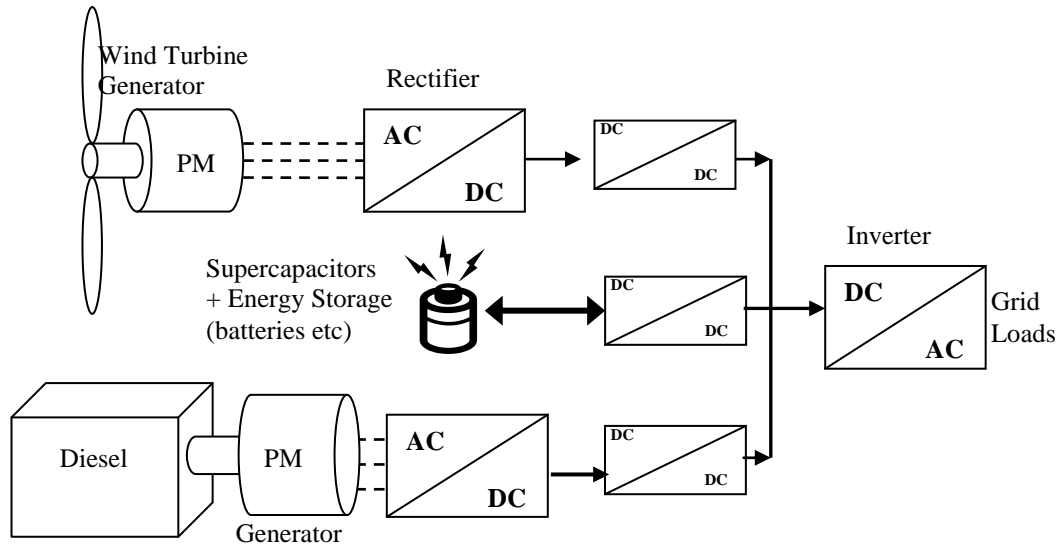 Wind Turbine
Generator
PM
Rectifier
AC
DC
DC
DC
Supercapacitors
+ Energy Storage
(batteries etc)
DC
DC
Inverter
DC
AC
Grid
Loads
Diesel
PM
Generator
AC
DC
DC
DC